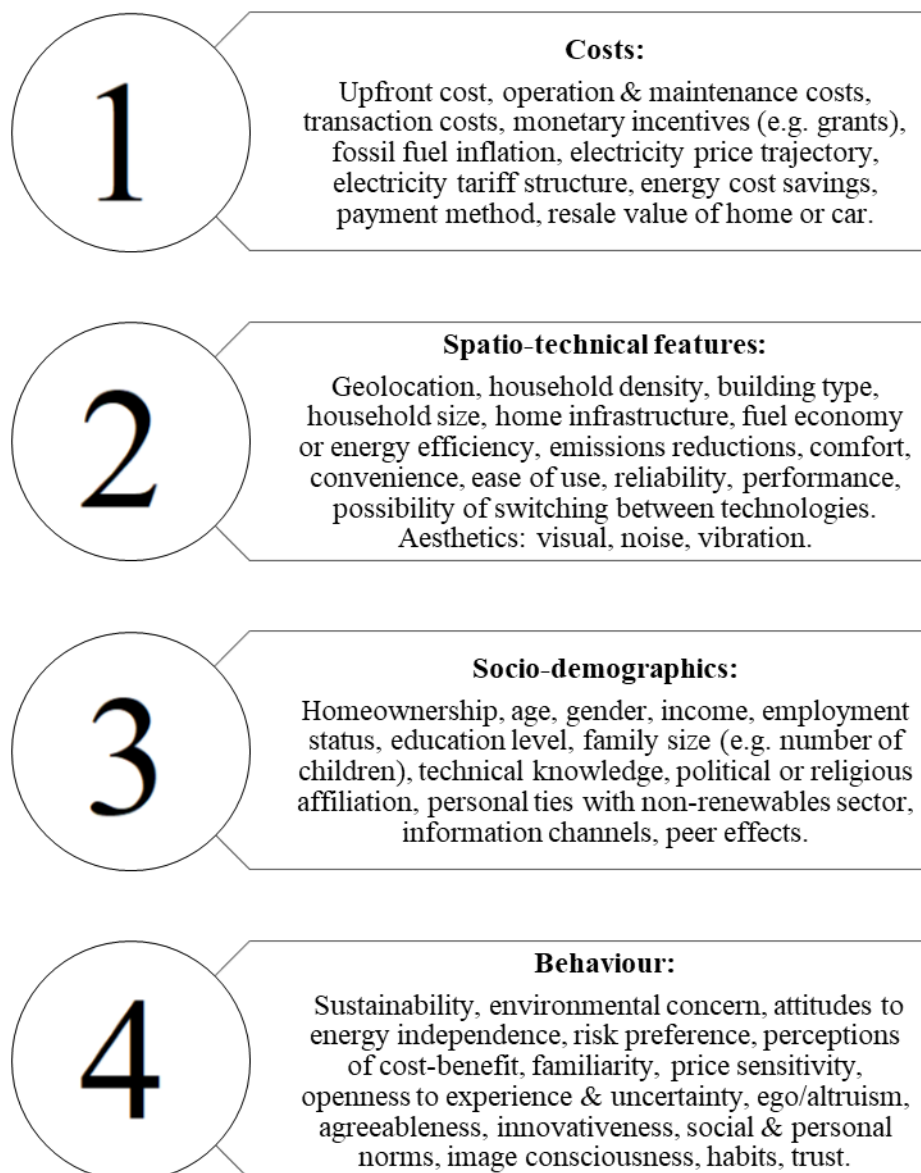 1
Costs:
Upfront cost, operation & maintenance costs,
transaction costs, monetary incentives (e.g. grants),
fossil fuel inflation, electricity price trajectory,
electricity tariff structure, energy cost savings,
payment method, resale value of home or car.
2
Spatio-technical features:
Geolocation, household density, building type,
household size, home infrastructure, fuel economy
or energy efficiency, emissions reductions, comfort,
convenience, ease of use, reliability, performance,
possibility of switching between technologies.
Aesthetics: visual, noise, vibration.
3
Socio-demographics:
Homeownership, age, gender, income, employment
status, education level, family size (e.g. number of
children), technical knowledge, political or religious
affiliation, personal ties with non-renewables sector,
information channels, peer effects.
4
Behaviour:
Sustainability, environmental concern, attitudes to
energy independence, risk preference, perceptions
of cost-benefit, familiarity, price sensitivity,
openness to experience & uncertainty, ego/altruism,
agreeableness, innovativeness, social & personal
norms, image consciousness, habits, trust.